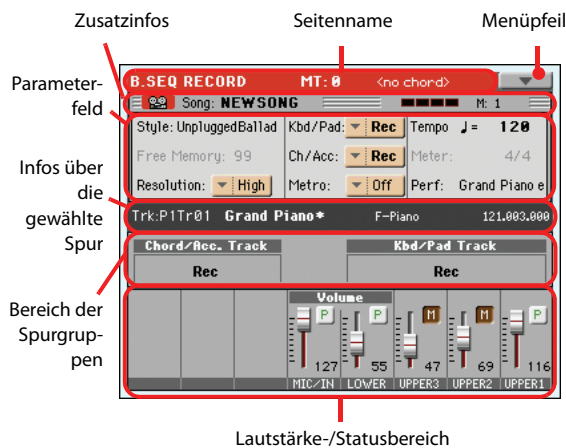 Zusatzinfos
Seitenname
Menüpfeil
B.SEQ RECORD MT: 0 <no chord>
Song: NEWSONG M: 1
Parameter-
feld
Style: UnpluggedBallad Kbd/Pad: Rec Tempo ♩ = 120
Free Memory: 99 Ch/Acc: Rec Meter: 4/4
Resolution: High Metro: Off Perf: Grand Piano e
Infos über
die
gewählte
Spur
Trk:P1Tr01 Grand Piano* F-Piano 121.003.000
Chord/Acc. Track Kbd/Pad Track
Rec Rec
Bereich der
Spurgrup-
pen
Volume
P P M M P
127 55 47 69 116
MIC/IN LOWER UPPER3 UPPER2 UPPER1
Lautstärke-/Statusbereich